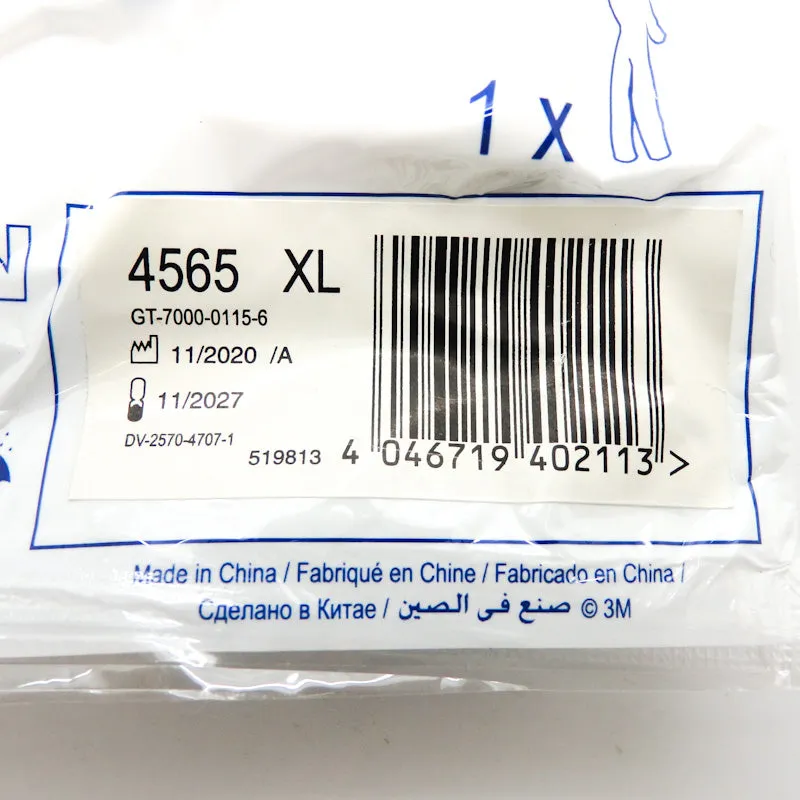 1 x
4565 XL
GT-7000-0115-6
11/2020 /A
11/2027
DV-2570-4707-1
519813
4 046719 402113 >
Made in China / Fabriqué en Chine / Fabricado en China /
Сделано в Китае / صنع في الصين © 3M